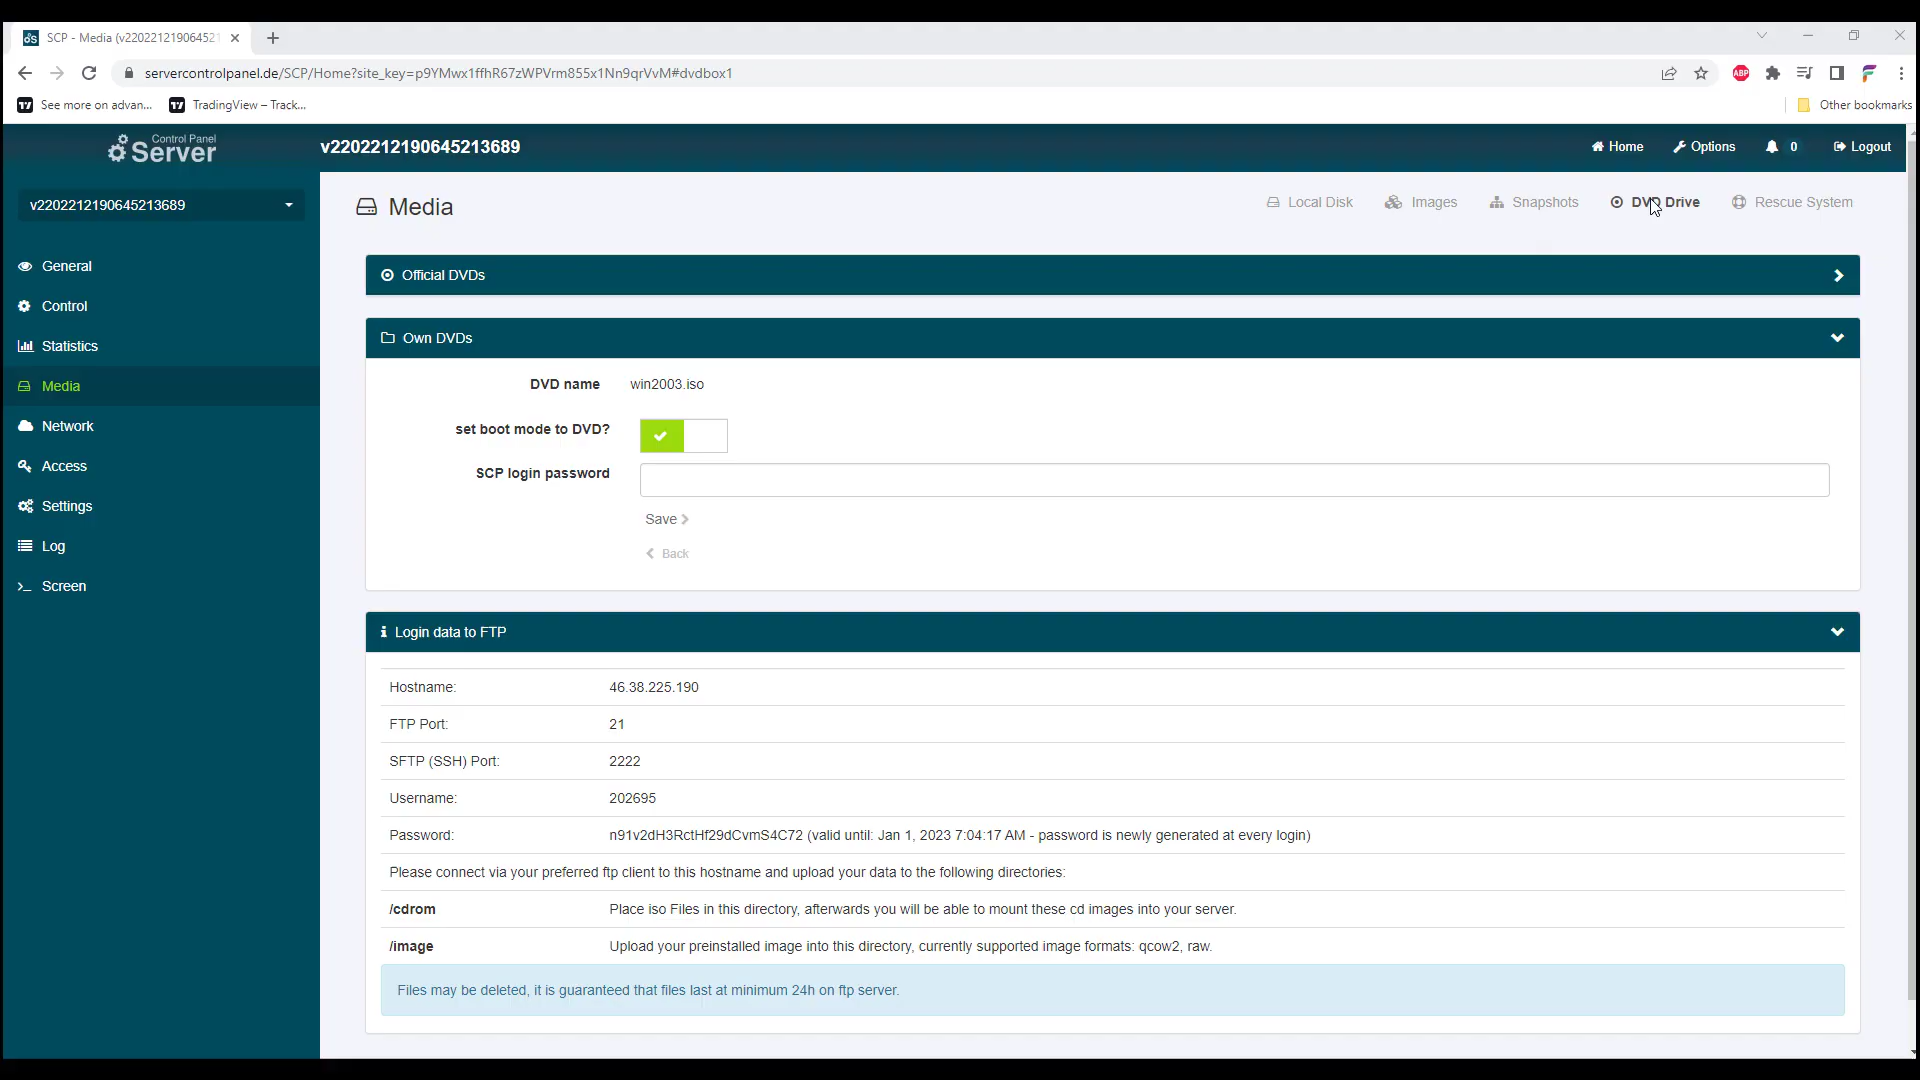 SCP - Media (v220221219064521
servercontrolpanel.de/SCP/Home?site_key=p9YMwx1ffhR67zWPVrm855x1Nn9qrVvM#dvdbox1
ABP
See more on advan...
TradingView – Track...
Other bookmarks
Control Panel
Server
v2202212190645213689
Home
Options
0
Logout
v2202212190645213689
Media
Local Disk
Images
Snapshots
DVD Drive
Rescue System
General
Control
Statistics
Media
Network
Access
Settings
Log
Screen
Official DVDs
Own DVDs
DVD name win2003.iso
set boot mode to DVD?
SCP login password
Save
Back
Login data to FTP
Hostname: 46.38.225.190
FTP Port: 21
SFTP (SSH) Port: 2222
Username: 202695
Password: n91v2dH3RctHf29dCvmS4C72 (valid until: Jan 1, 2023 7:04:17 AM - password is newly generated at every login)
Please connect via your preferred ftp client to this hostname and upload your data to the following directories:
/cdrom Place iso Files in this directory, afterwards you will be able to mount these cd images into your server.
/image Upload your preinstalled image into this directory, currently supported image formats: qcow2, raw.
Files may be deleted, it is guaranteed that files last at minimum 24h on ftp server.